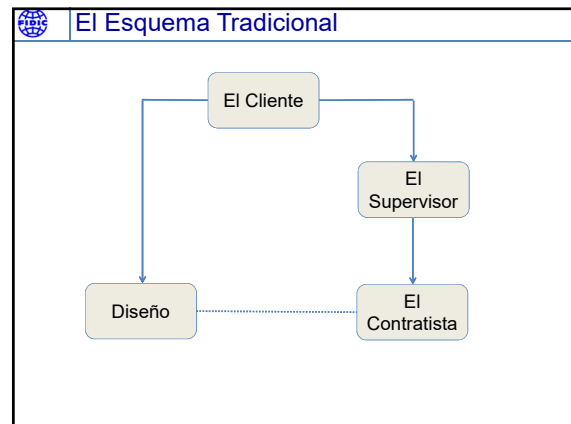 FIDIC
El Esquema Tradicional
El Cliente
El
Supervisor
Diseño
El
Contratista